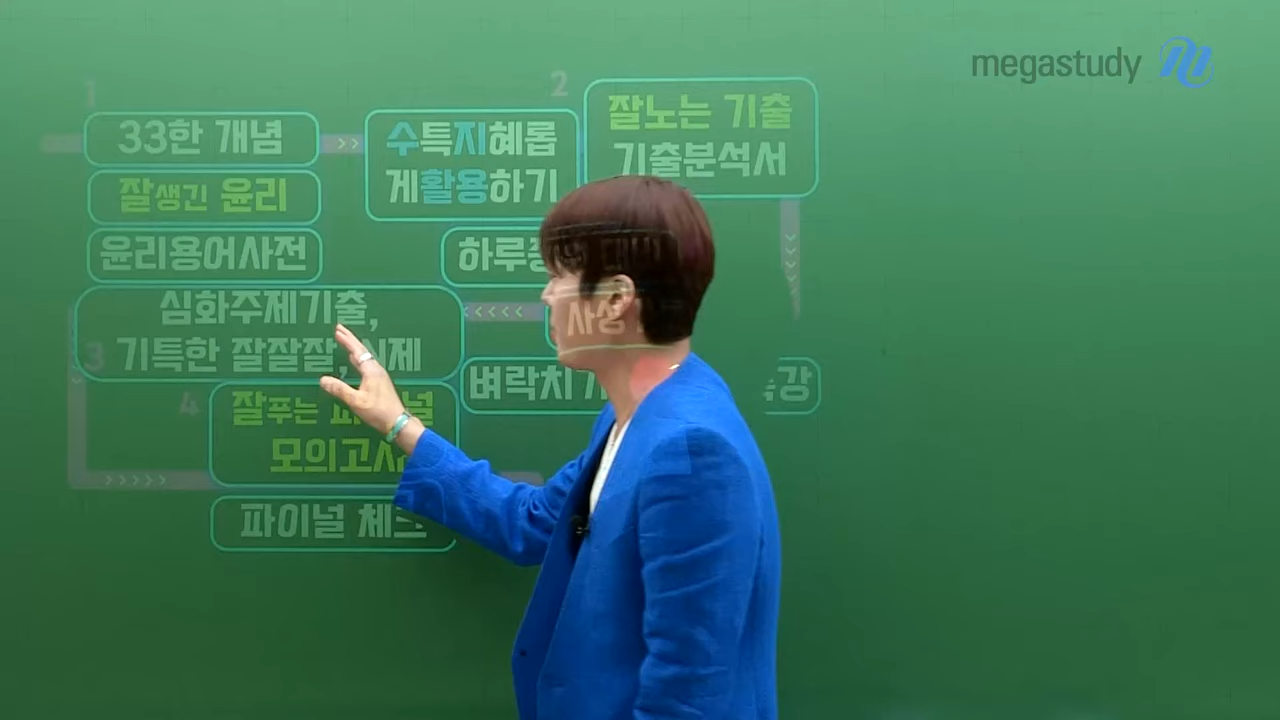 megastudy
1
33한 개념
잘생긴 윤리
윤리용어사전
수특지혜롭
게활용하기
2
잘노는 기출
기출분석서
하루
심화주제기출,
3 기특한 잘잘잘,
벼락치기
4
잘푸는 파이널
모의고사
파이널 체크